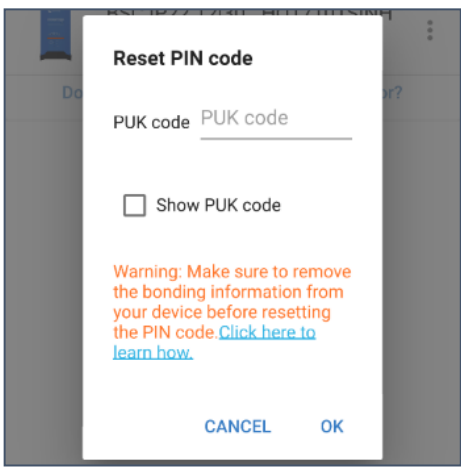 Reset PIN code
PUK code PUK code
Show PUK code
Warning: Make sure to remove
the bonding information from
your device before resetting
the PIN code.Click here to
learn how.
CANCEL OK